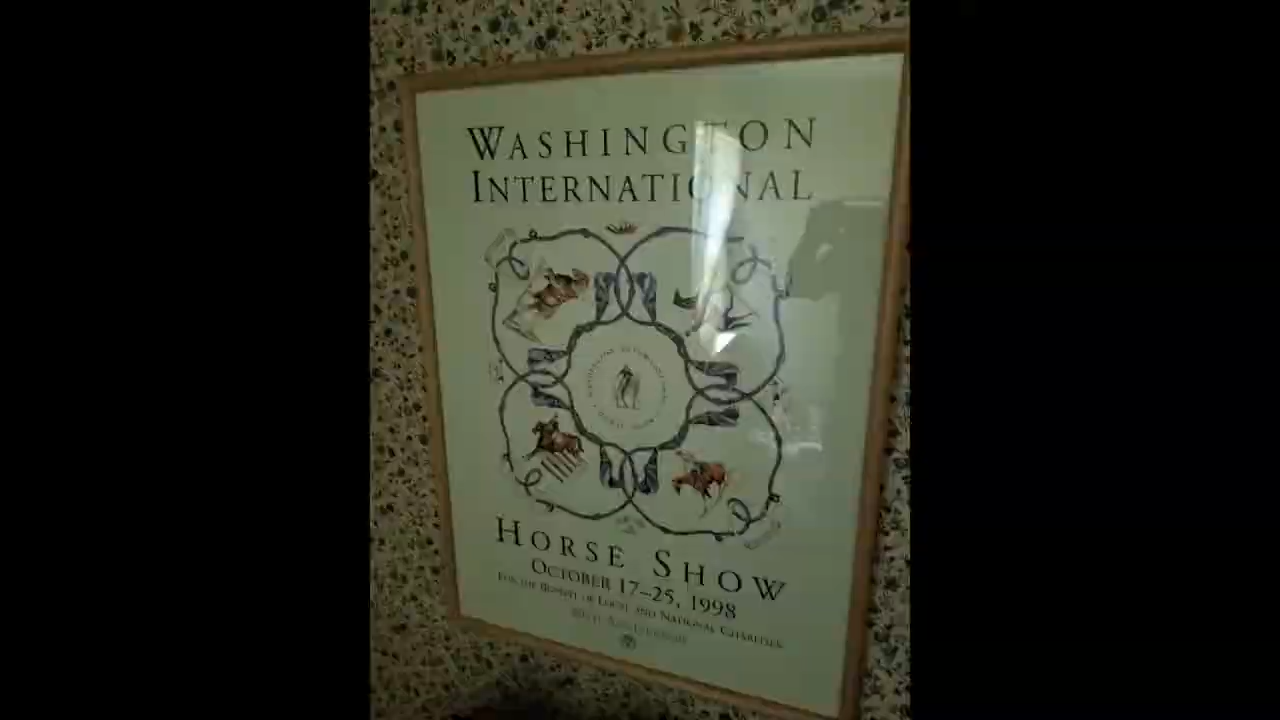 WASHINGTON
INTERNATIONAL
HORSE SHOW
OCTOBER 17–25, 1998
FOR THE BENEFIT OF LOCAL AND NATIONAL CHARITIES